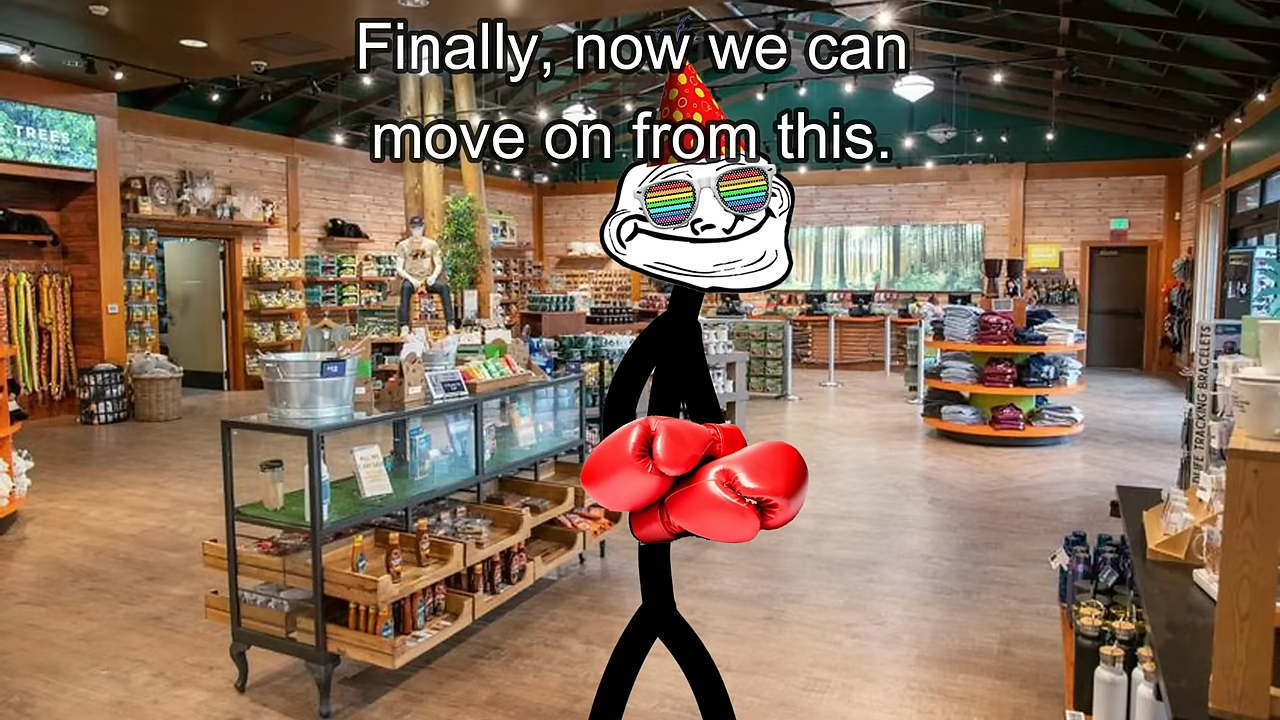 Finally, now we can
move on from this.
TREES
TRACKING BRACELETS